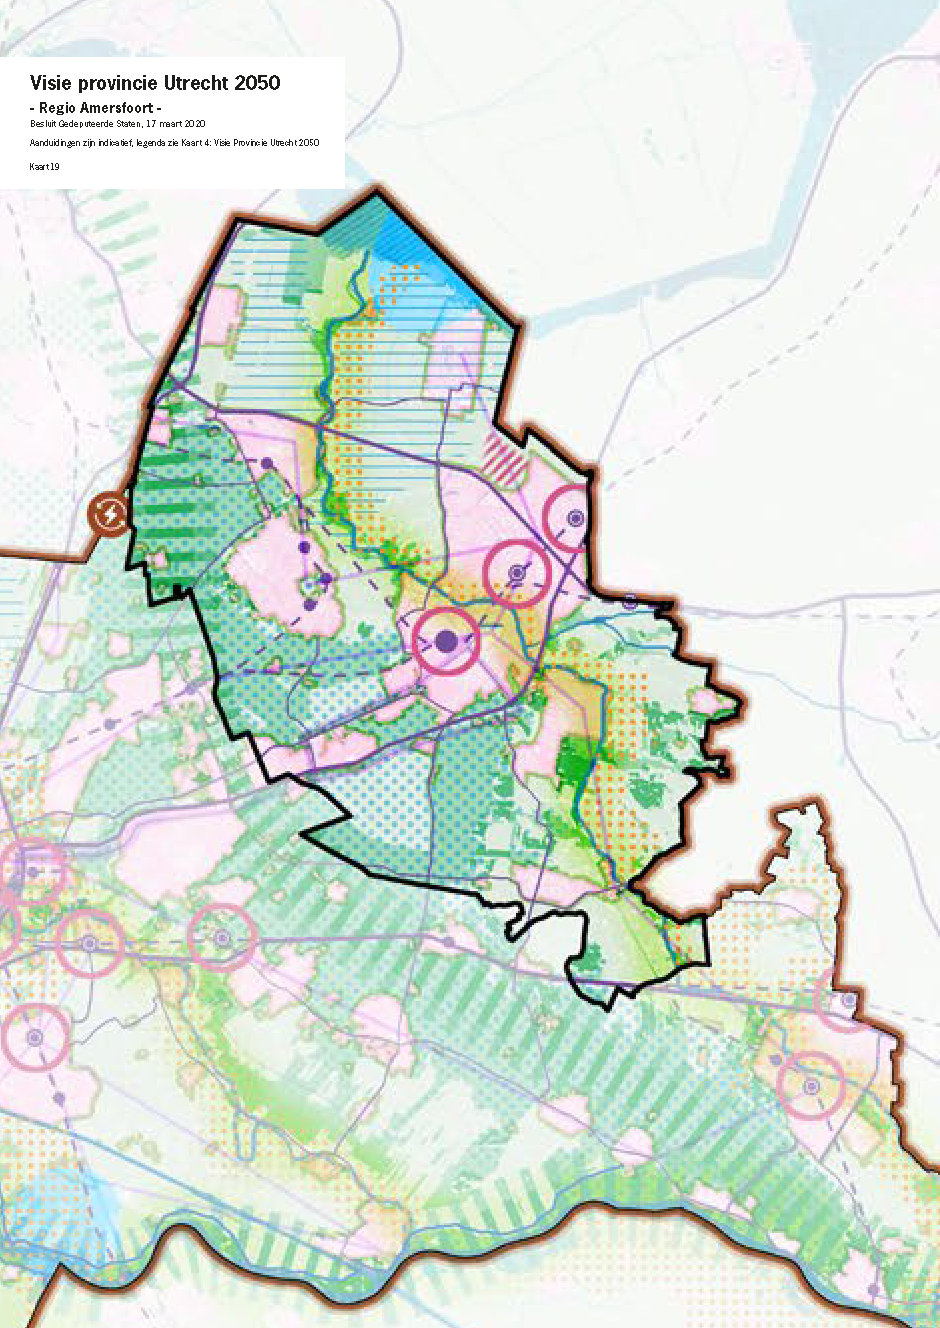 Visie provincie Utrecht 2050
- Regio Amersfoort -
Besluit Gedeputeerde Staten, 17 maart 2020
Aanduidingen zijn indicatief, legenda zie Kaart 4: Visie Provincie Utrecht 2050
Kaart 19